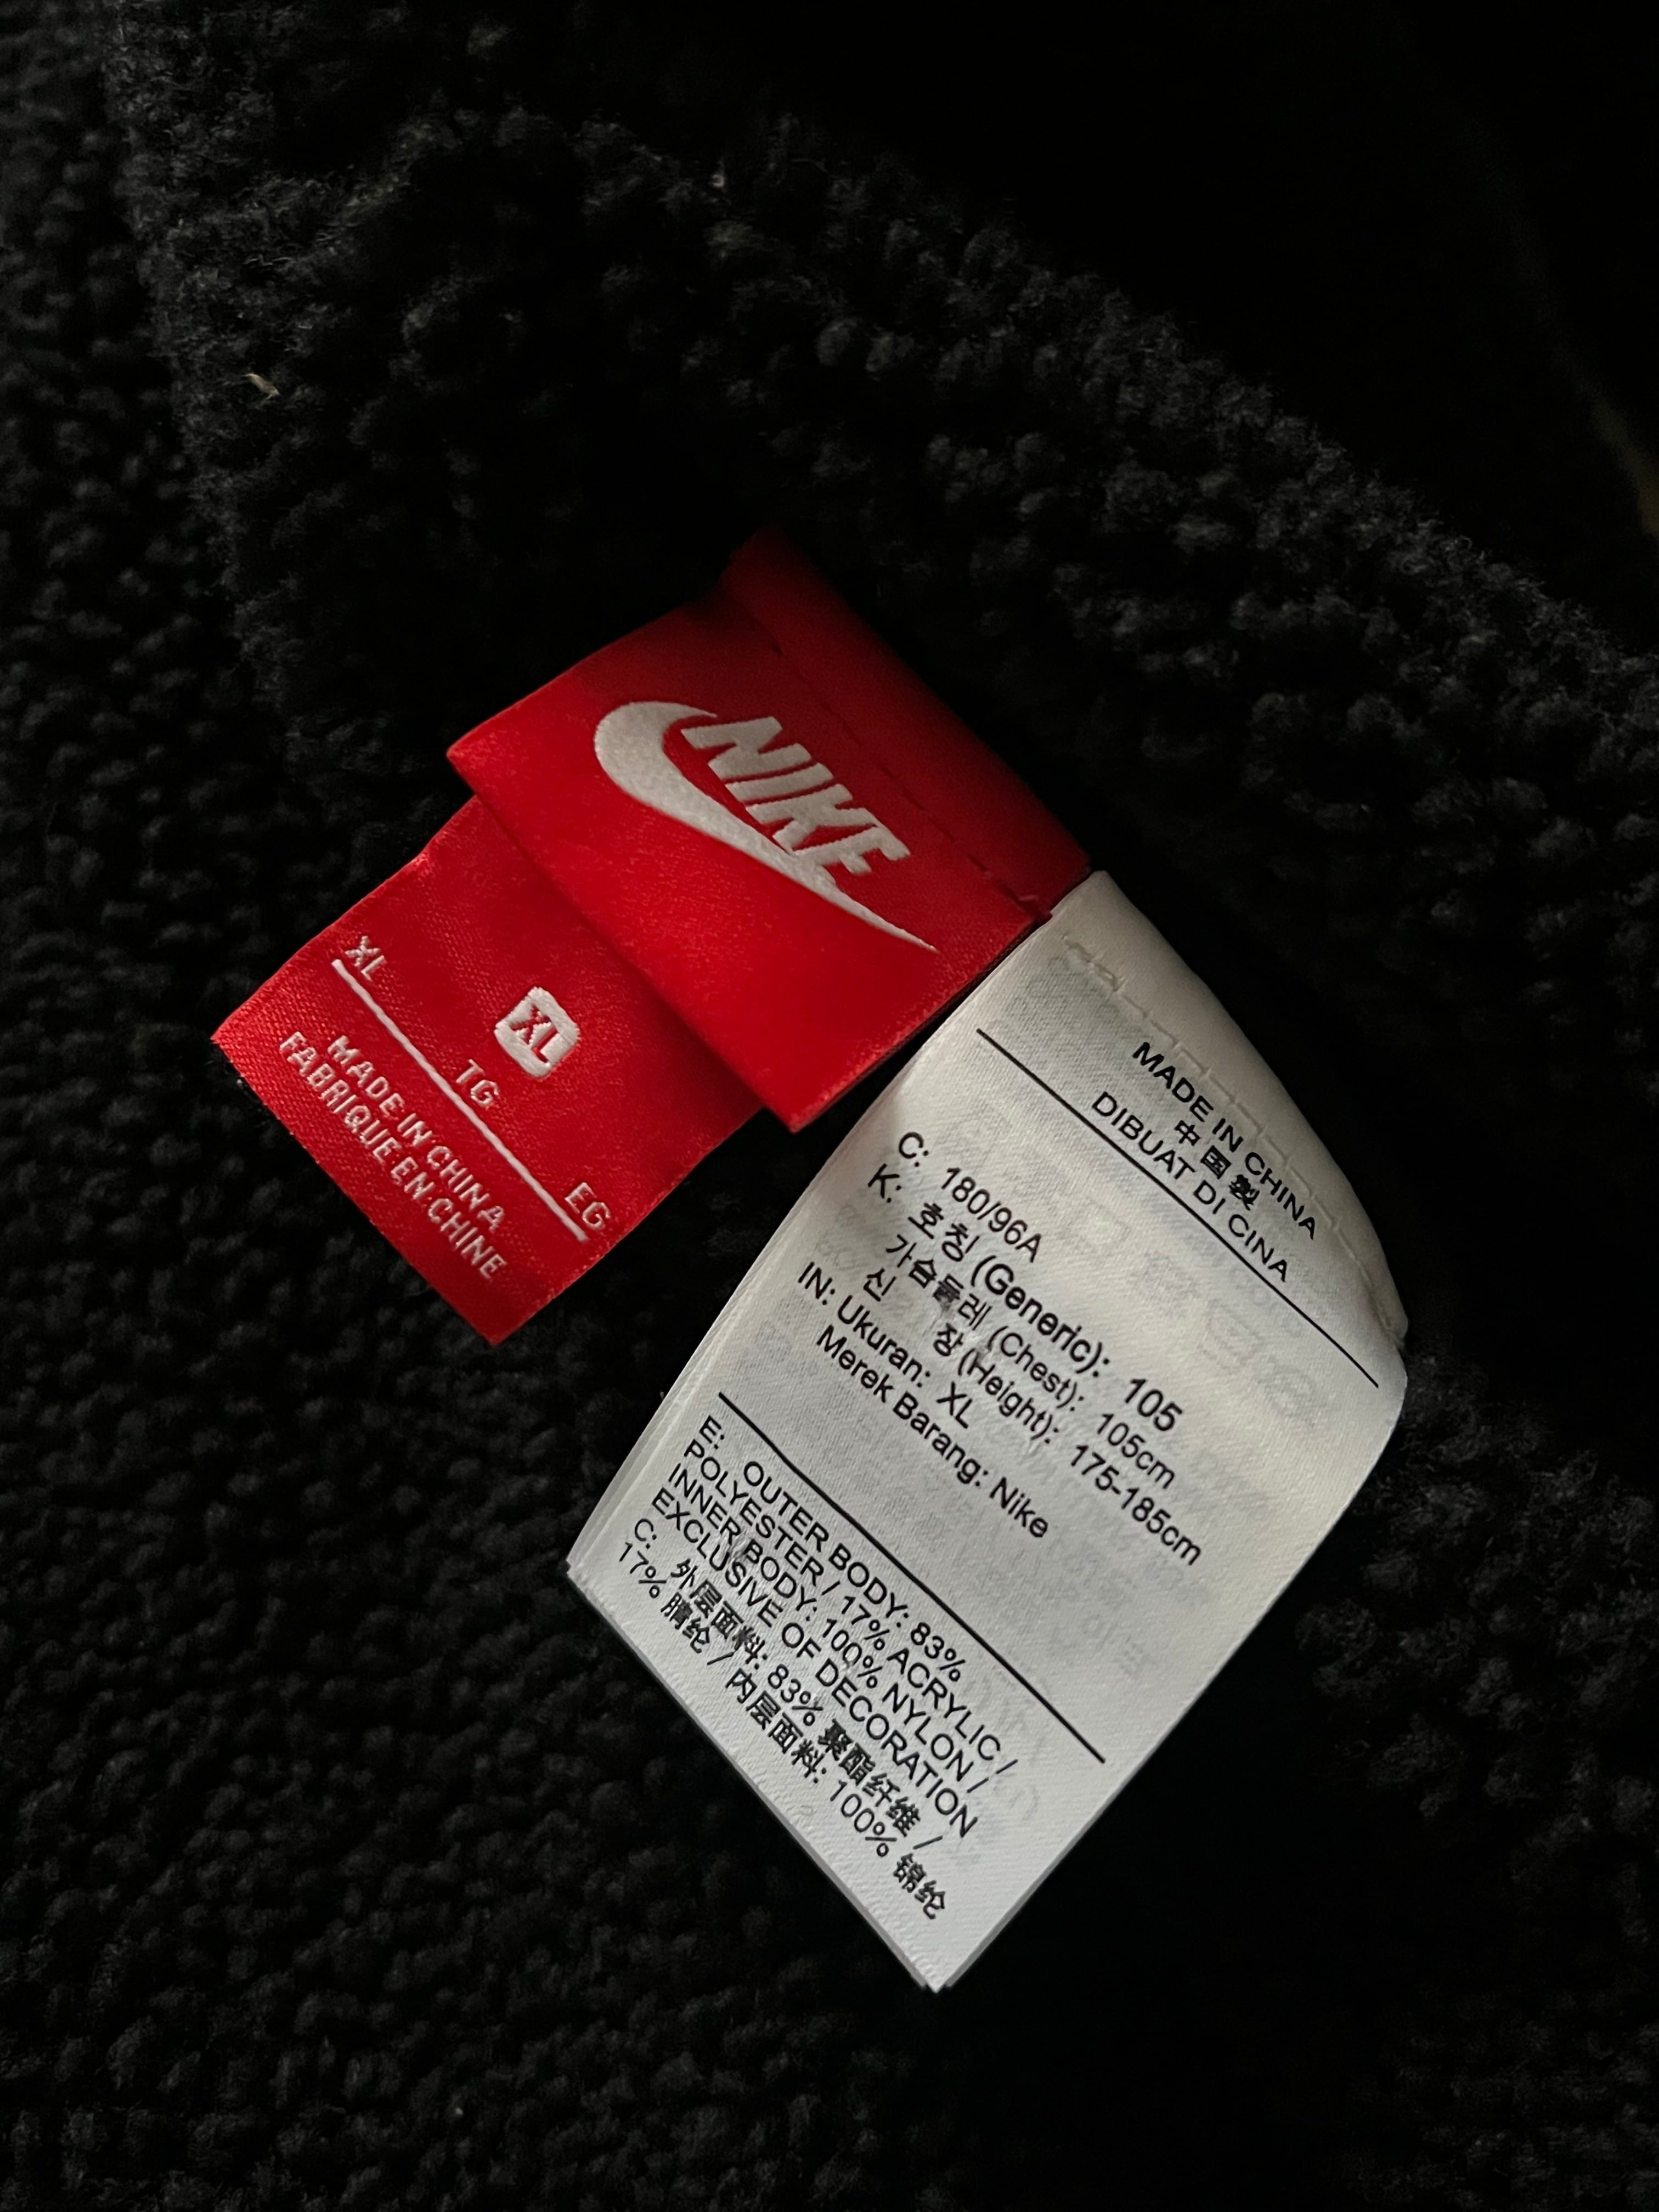 NIKE
XL
XL TG EG
MADE IN CHINA
FABRIQUE EN CHINE
MADE IN CHINA
中国製
DIBUAT DI CINA
C: 180/96A
K: 호칭 (Generic): 105
가슴둘레 (Chest): 105cm
신 장 (Height): 175-185cm
IN: Ukuran: XL
Merek Barang: Nike
E: OUTER BODY: 83%
POLYESTER / 17% ACRYLIC /
INNER BODY: 100% NYLON /
EXCLUSIVE OF DECORATION
C: 外层面料: 83% 聚酯纤维 /
17% 腈纶 / 内层面料: 100% 锦纶